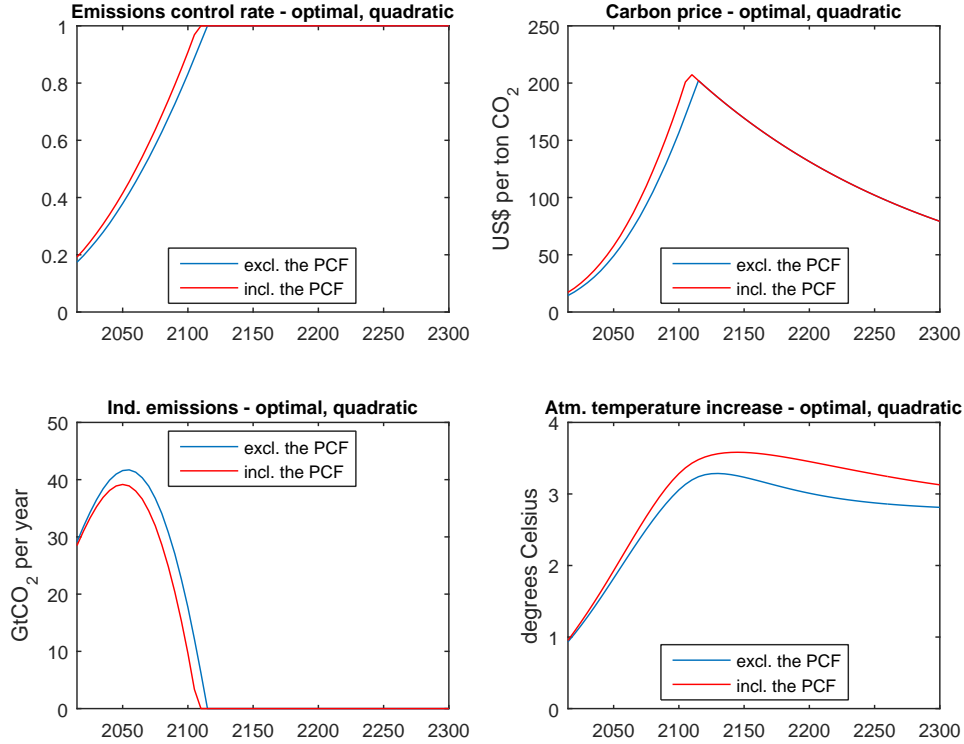 Emissions control rate - optimal, quadratic
1
0.8
0.6
0.4
0.2
0
excl. the PCF
incl. the PCF
2050 2100 2150 2200 2250 2300
Carbon price - optimal, quadratic
US$ per ton CO2
250
200
150
100
50
0
excl. the PCF
incl. the PCF
2050 2100 2150 2200 2250 2300
Ind. emissions - optimal, quadratic
GtCO2 per year
50
40
30
20
10
0
excl. the PCF
incl. the PCF
2050 2100 2150 2200 2250 2300
Atm. temperature increase - optimal, quadratic
degrees Celsius
4
3
2
1
0
excl. the PCF
incl. the PCF
2050 2100 2150 2200 2250 2300